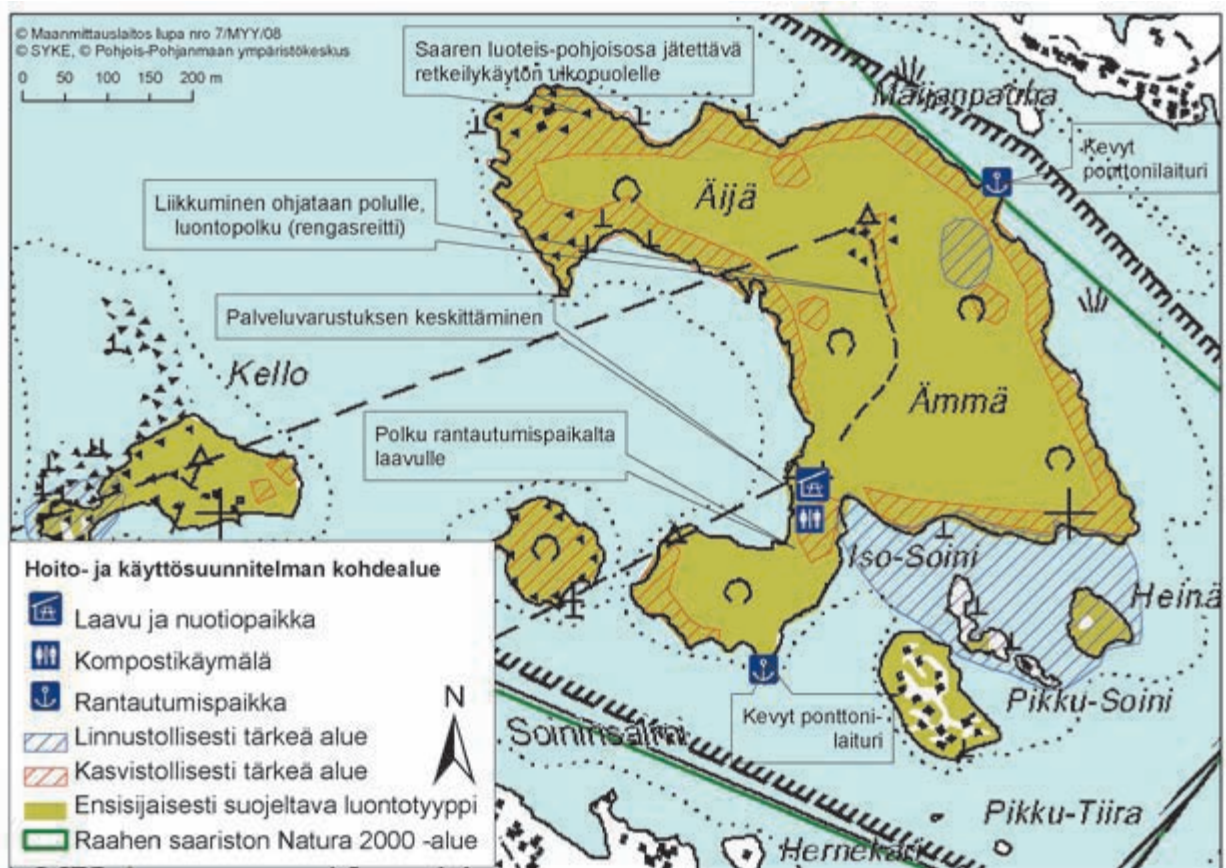 © Maanmittauslaitos lupa nro 7/MYY/08
© SYKE, © Pohjois-Pohjanmaan ympäristökeskus
0 50 100 150 200 m
Saaren luoteis-pohjoisosa jätettävä
retkeilykäytön ulkopuolelle
Maijanpauha
Kevyt
ponttonilaituri
Liikkuminen ohjataan polulle,
luontopolku (rengasreitti)
Äijä
Palveluvarustuksen keskittäminen
Kello
Ämmä
Polku rantautumispaikalta
laavulle
Iso-Soini
Heinä
Pikku-Soini
Kevyt pontton-
laituri
Soininsalmi
Pikku-Tiira
Hernekari
Hoito- ja käyttösuunnitelman kohdealue
Laavu ja nuotiopaikka
Kompostikäymälä
Rantautumispaikka
Linnustollisesti tärkeä alue
Kasvistollisesti tärkeä alue
Ensisijaisesti suojeltava luontotyyppi
Raahen saariston Natura 2000 -alue
N